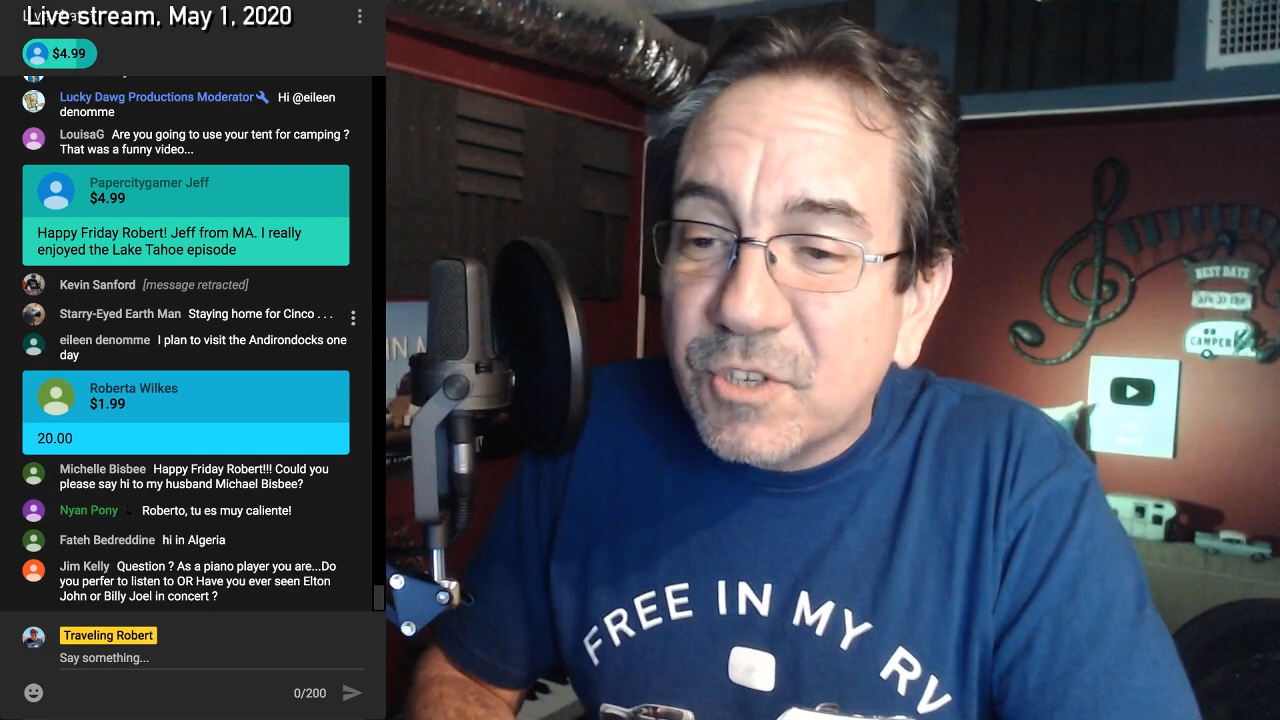 Live stream, May 1, 2020
$4.99
Lucky Dawg Productions Moderator Hi @eileen
denomme
LouisaG Are you going to use your tent for camping ?
That was a funny video...
Papercitygamer Jeff
$4.99
Happy Friday Robert! Jeff from MA. I really
enjoyed the Lake Tahoe episode
Kevin Sanford [message retracted]
Starry-Eyed Earth Man Staying home for Cinco . . .
eileen denomme I plan to visit the Andirondocks one
day
Roberta Wilkes
$1.99
20.00
Michelle Bisbee Happy Friday Robert!!! Could you
please say hi to my husband Michael Bisbee?
Nyan Pony Roberto, tu es muy caliente!
Fateh Bedreddine hi in Algeria
Jim Kelly Question ? As a piano player you are...Do
you perfer to listen to OR Have you ever seen Elton
John or Billy Joel in concert ?
Traveling Robert
Say something...
0/200
IN M
BEST DAYS
are at the
CAMPER
FREE IN MY RV